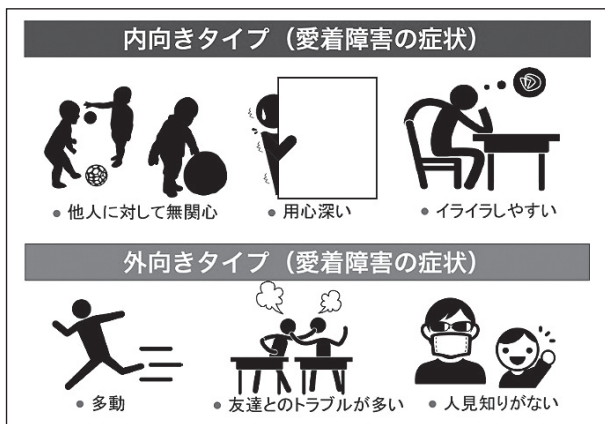 内向きタイプ（愛着障害の症状）
● 他人に対して無関心
● 用心深い
● イライラしやすい
外向きタイプ（愛着障害の症状）
● 多動
● 友達とのトラブルが多い
● 人見知りがない